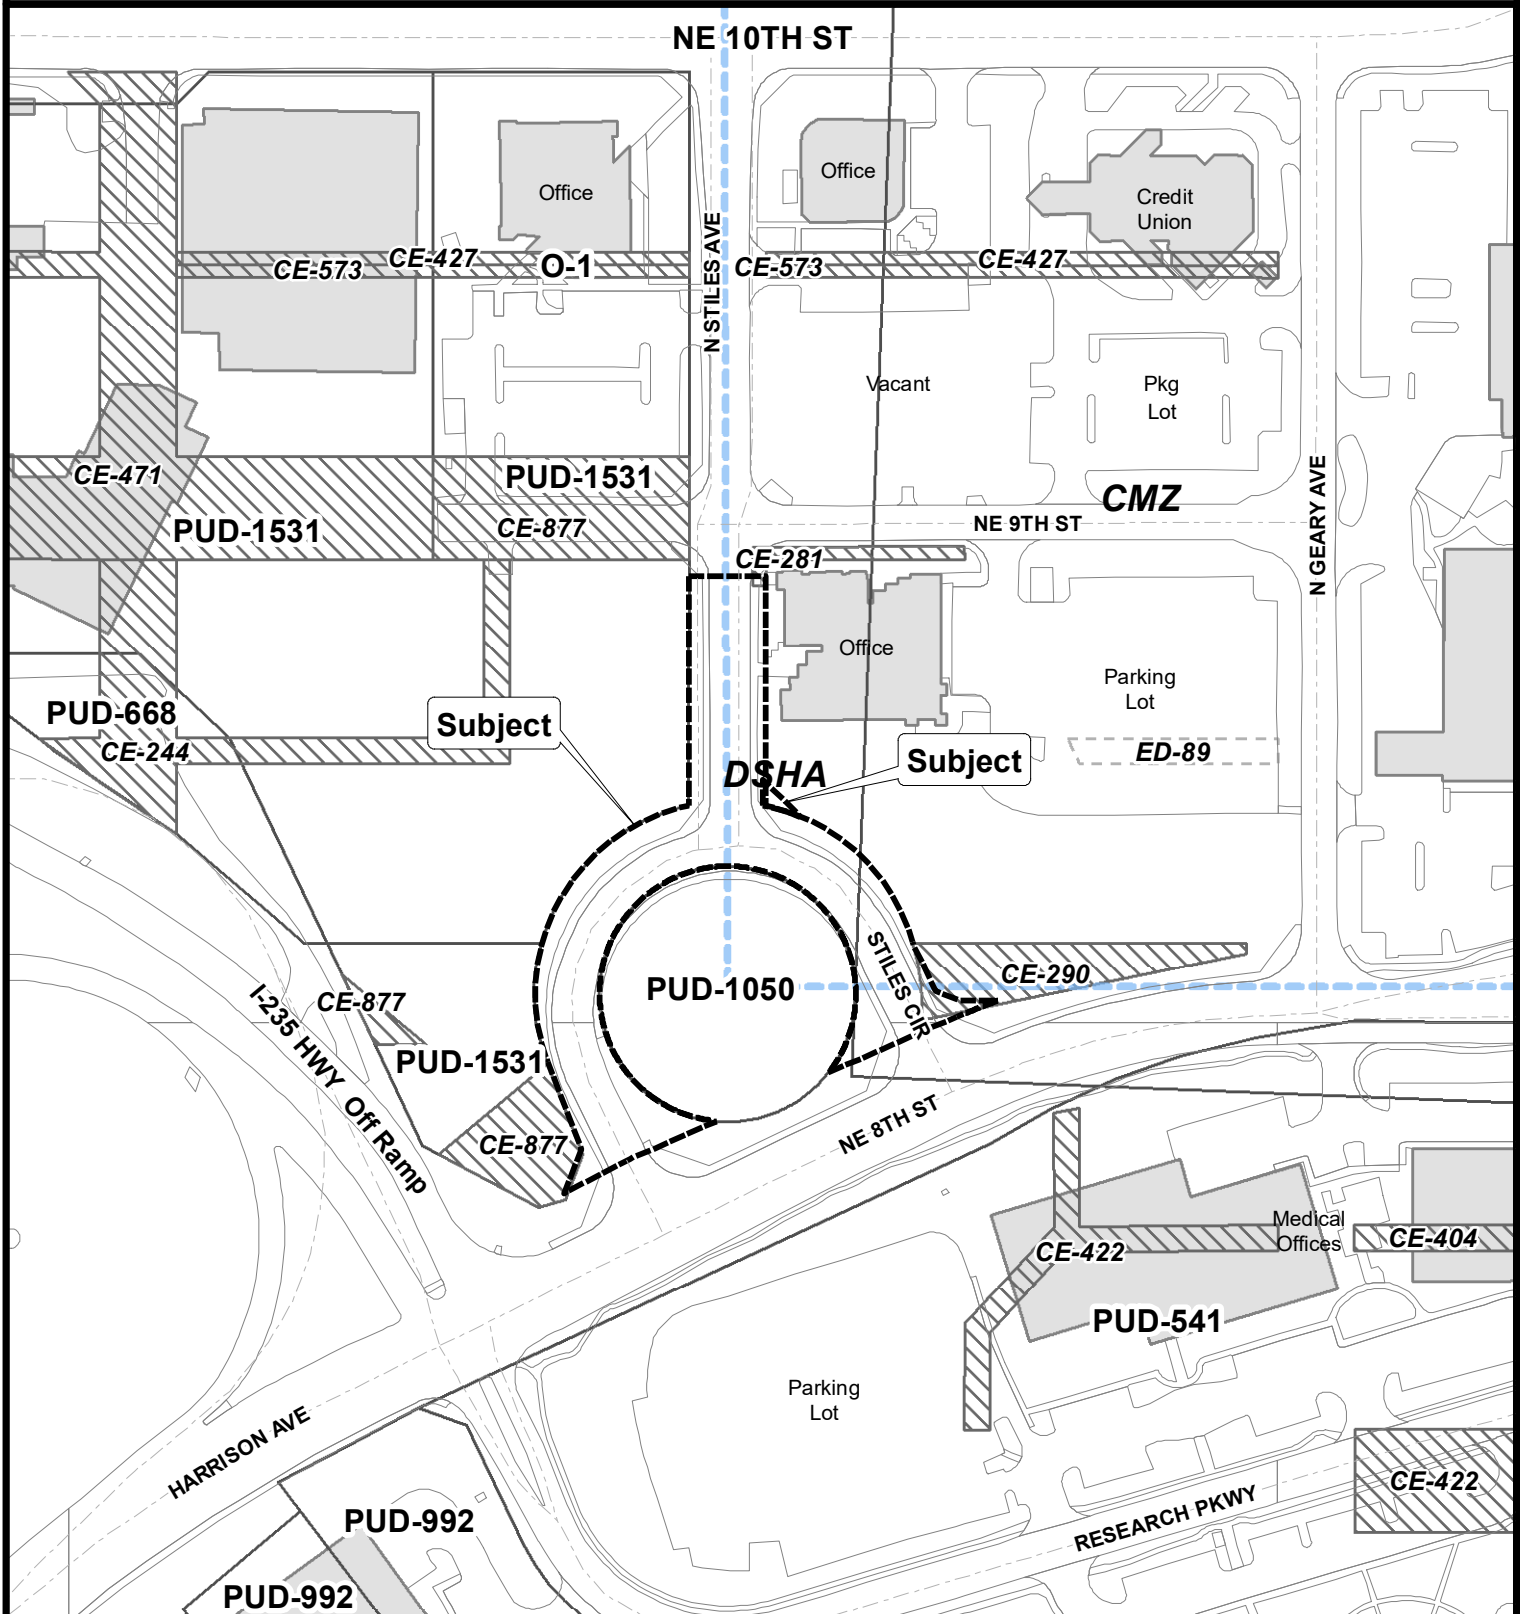 NE 10TH ST
Office
Office
Credit
Union
N STILES AVE
CE-573
CE-427
O-1
CE-573
CE-427
Vacant
Pkg
Lot
CE-471
PUD-1531
PUD-1531
CE-877
CMZ
NE 9TH ST
N GEARY AVE
CE-281
Office
Parking
Lot
PUD-668
CE-244
Subject
DSHA
Subject
ED-89
STILES CIR
PUD-1050
CE-290
CE-877
I-235 HWY Off Ramp
PUD-1531
CE-877
NE 8TH ST
Medical
Offices
CE-422
CE-404
PUD-541
Parking
Lot
HARRISON AVE
CE-422
RESEARCH PKWY
PUD-992
PUD-992